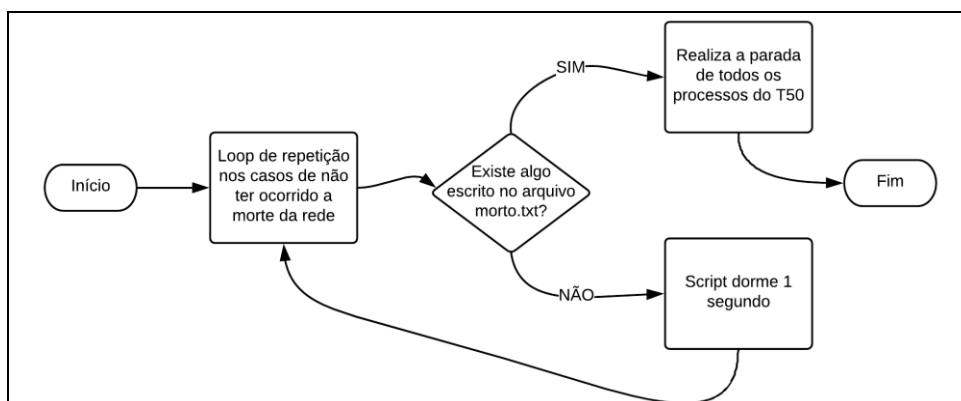 Início
Loop de repetição
nos casos de não
ter ocorrido a
morte da rede
Existe algo
escrito no arquivo
morto.txt?
SIM
Realiza a parada
de todos os
processos do T50
Fim
NÃO
Script dorme 1
segundo